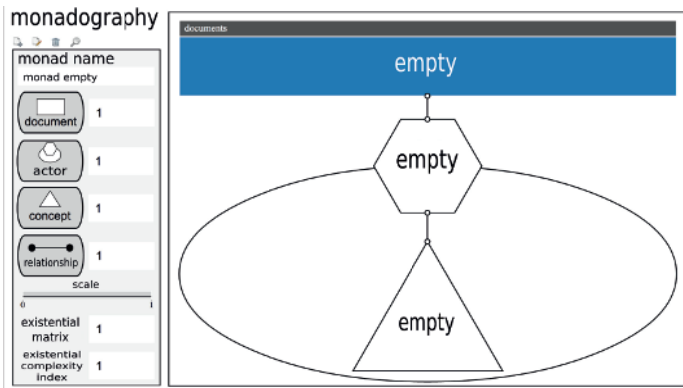 monadography
monad name
monad empty
document
1
actor
1
concept
1
relationship
1
scale
0
1
existential
matrix
1
existential
complexity
index
1
documents
empty
empty
empty